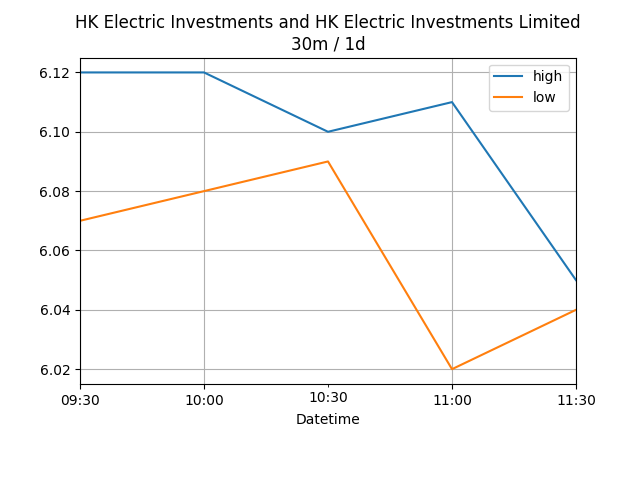 HK Electric Investments and HK Electric Investments Limited
30m / 1d
high
low
6.12
6.10
6.08
6.06
6.04
6.02
09:30 10:00 10:30 11:00 11:30
Datetime